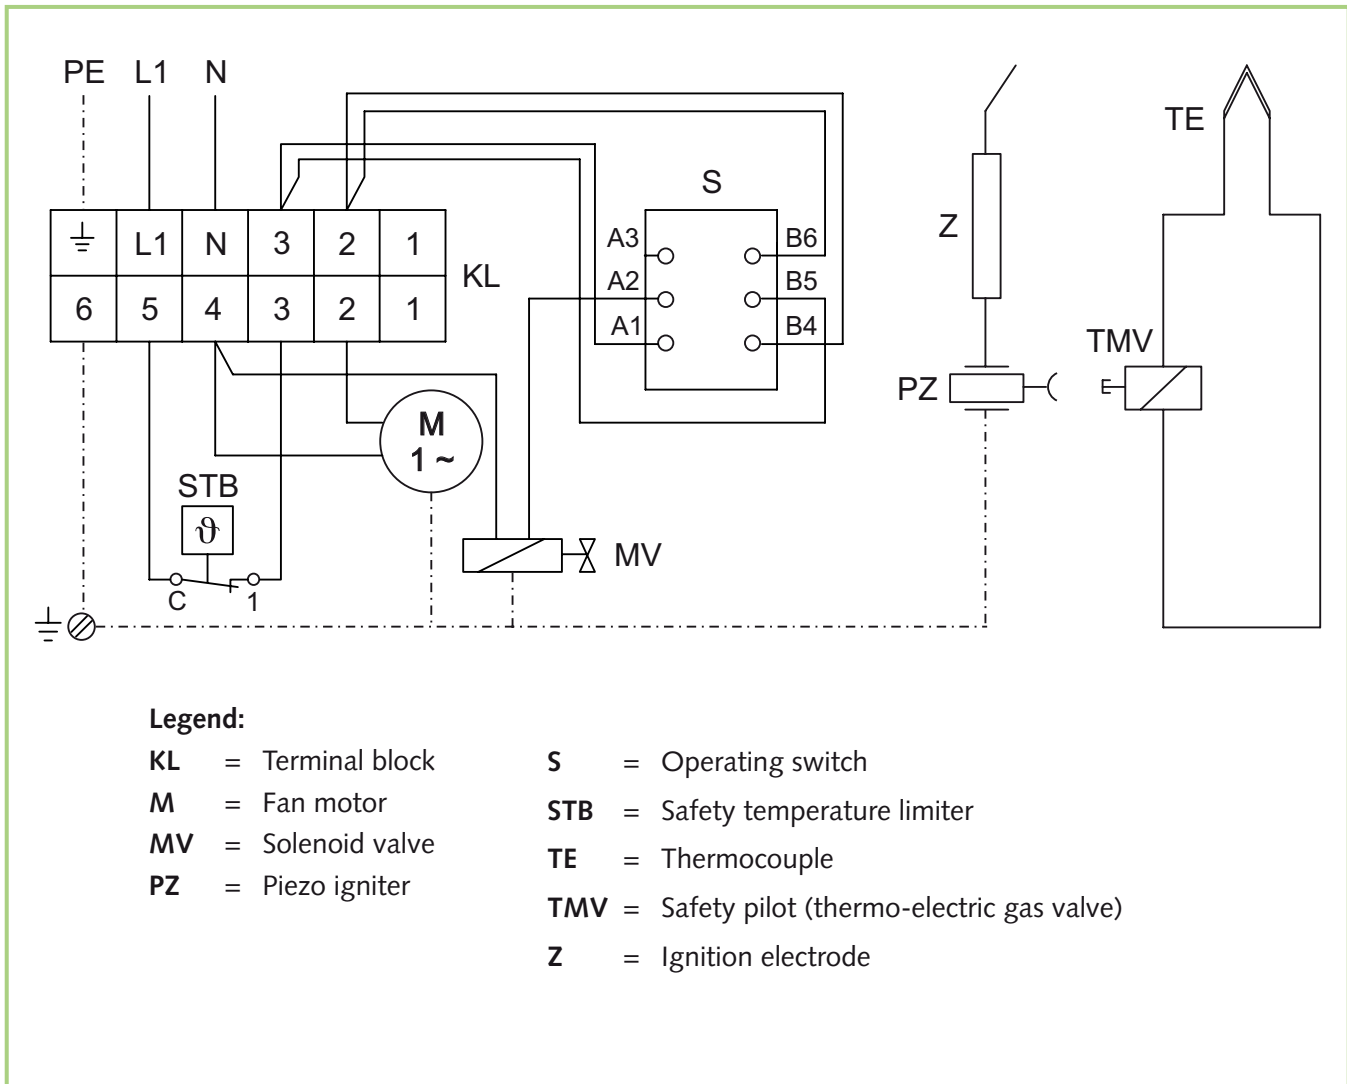 PE L1 N
TE
S
A3 B6
Z
L1 N 3 2 1
KL
A2 B5
6 5 4 3 2 1
A1 B4
TMV
PZ
M
1 ~
STB
ϑ
MV
C 1
Legend:
KL = Terminal block
M = Fan motor
MV = Solenoid valve
PZ = Piezo igniter
S = Operating switch
STB = Safety temperature limiter
TE = Thermocouple
TMV = Safety pilot (thermo-electric gas valve)
Z = Ignition electrode